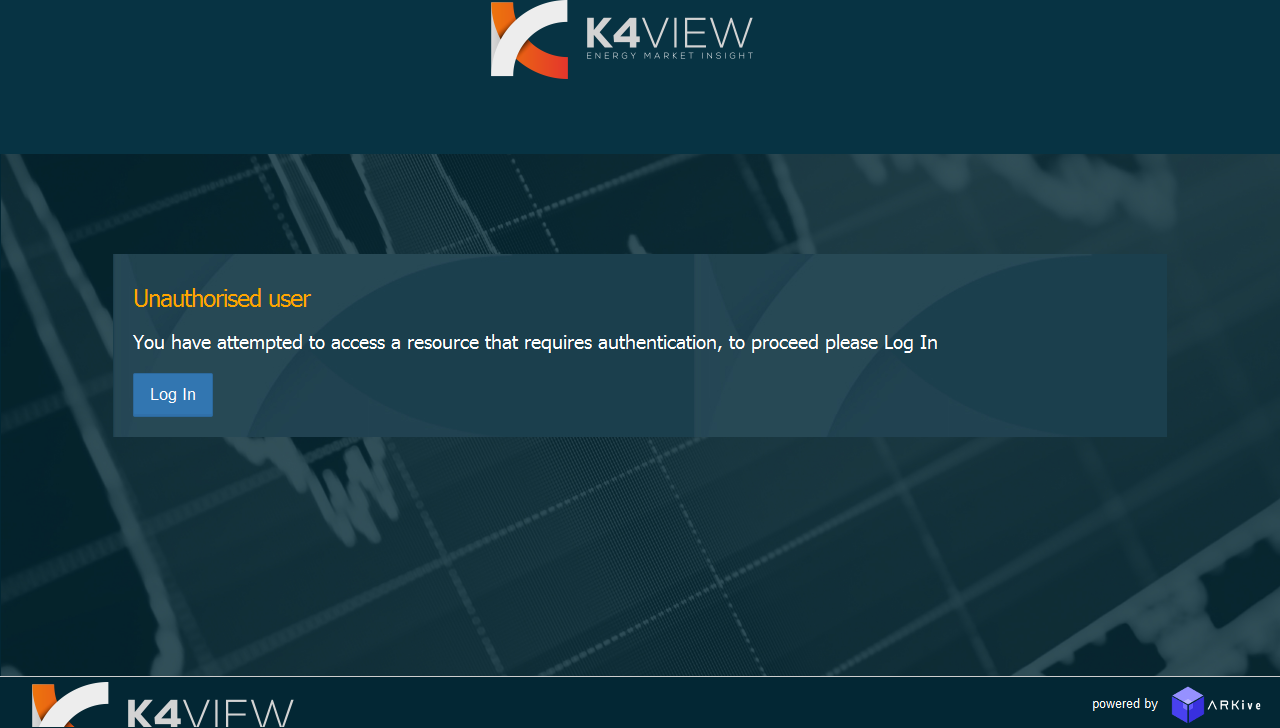 K4VIEW
ENERGY MARKET INSIGHT
Unauthorised user
You have attempted to access a resource that requires authentication, to proceed please Log In
Log In
K4VIEW
powered by ARKive